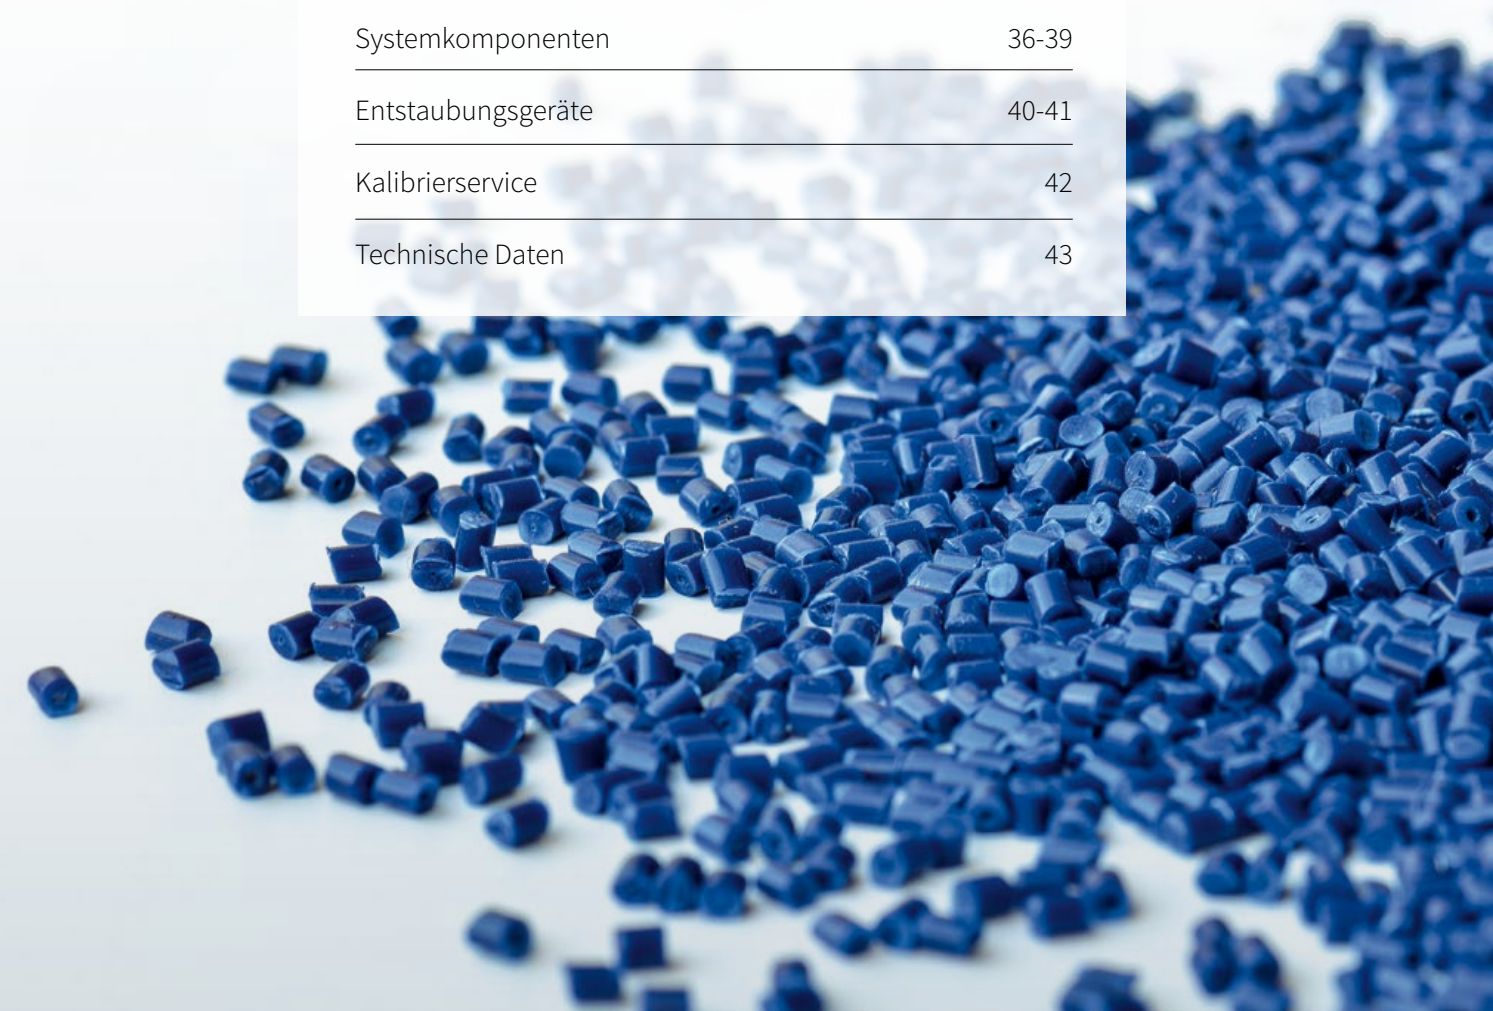 Systemkomponenten 36-39
Entstaubungsgeräte 40-41
Kalibrierservice 42
Technische Daten 43